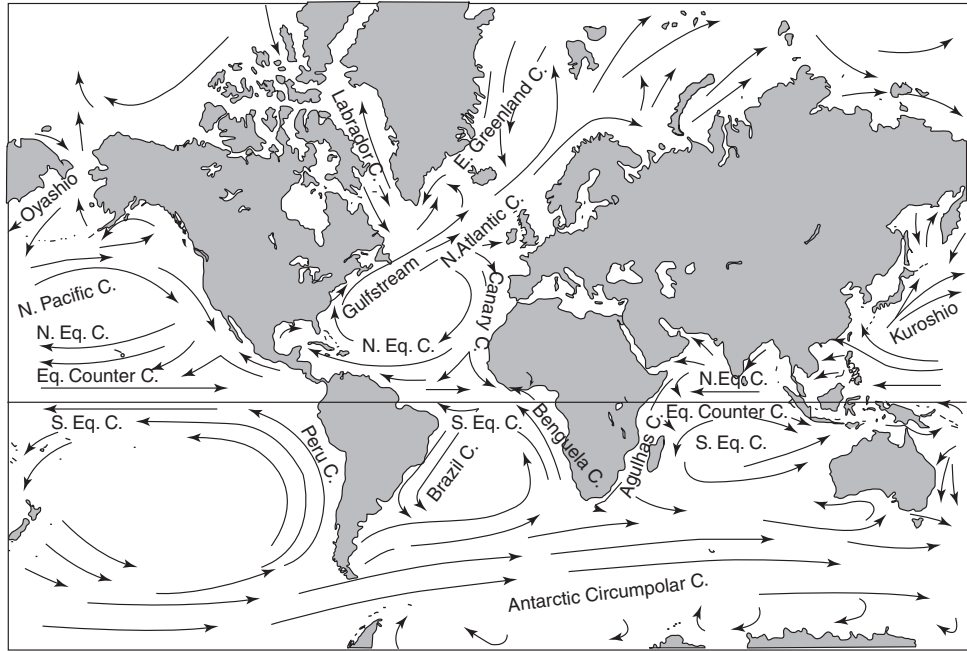 Labrador C.
E. Greenland C.
Oyashio
N. Atlantic C.
Gulfstream
Canary C.
N. Pacific C.
Kuroshio
N. Eq. C.
N. Eq. C.
Eq. Counter C.
N.Eq. C.
S. Eq. C.
Peru C.
Brazil C.
S. Eq. C.
Benguela C.
Agulhas C.
Eq. Counter C.
S. Eq. C.
Antarctic Circumpolar C.